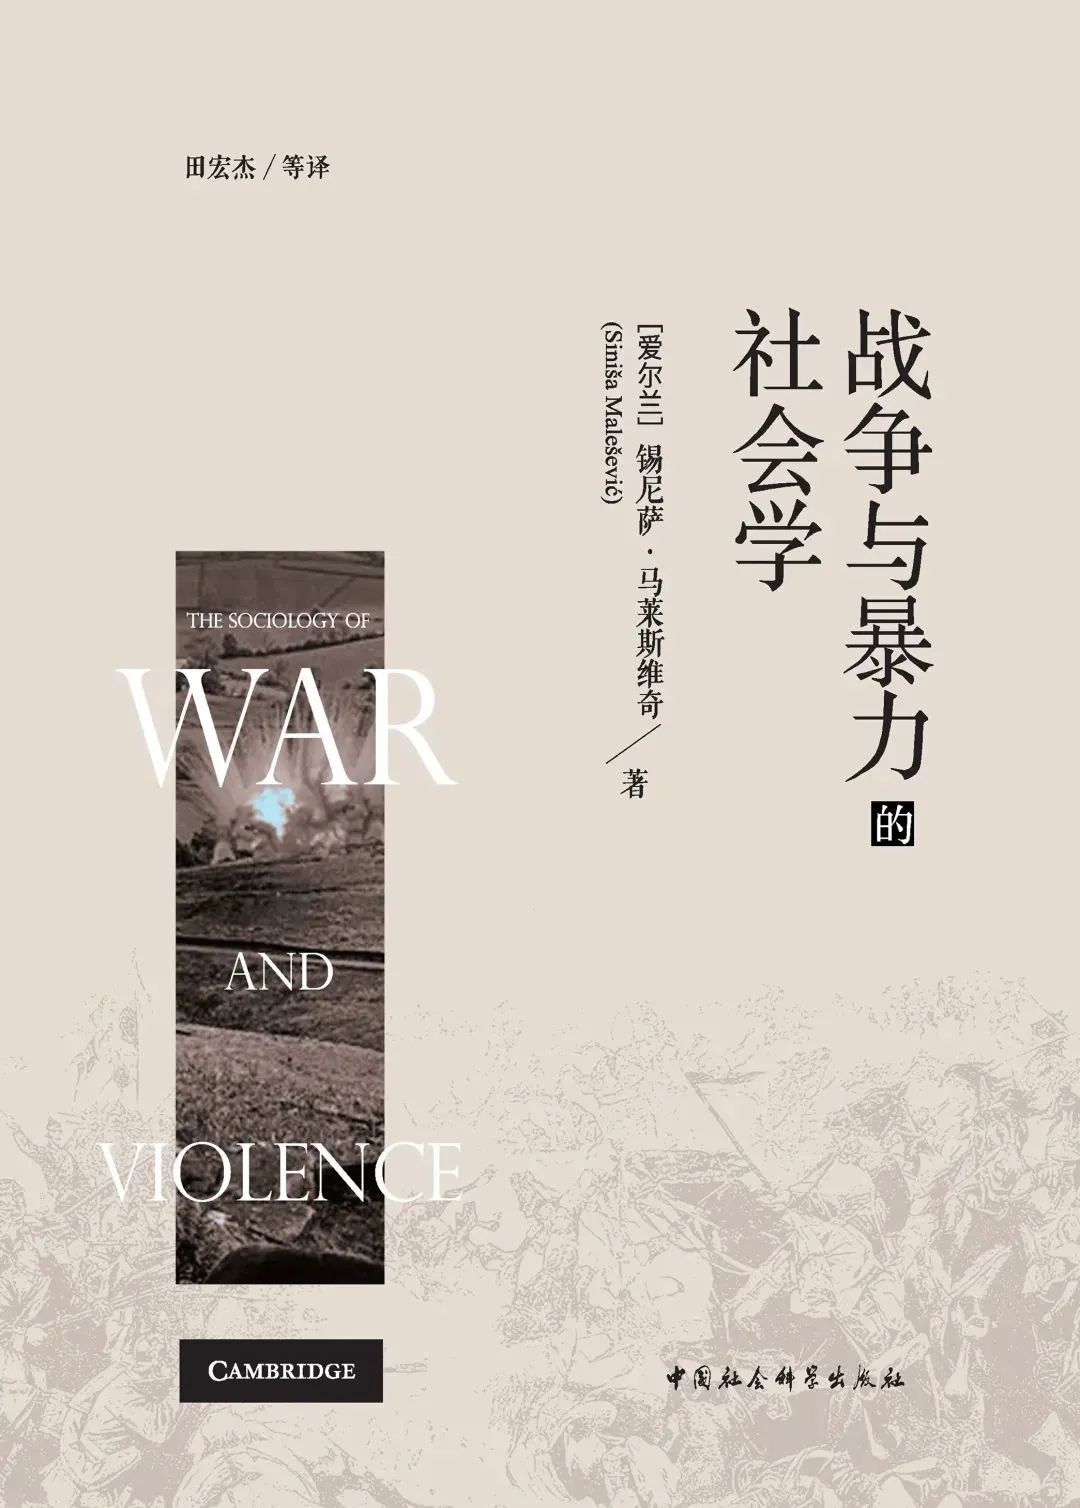 田宏杰/等译
战争与暴力的
社会学
[爱尔兰]锡尼萨·马莱斯维奇/著
(Siniša Malešević)
THE SOCIOLOGY OF
WAR
AND
VIOLENCE
CAMBRIDGE
中国社会科学出版社